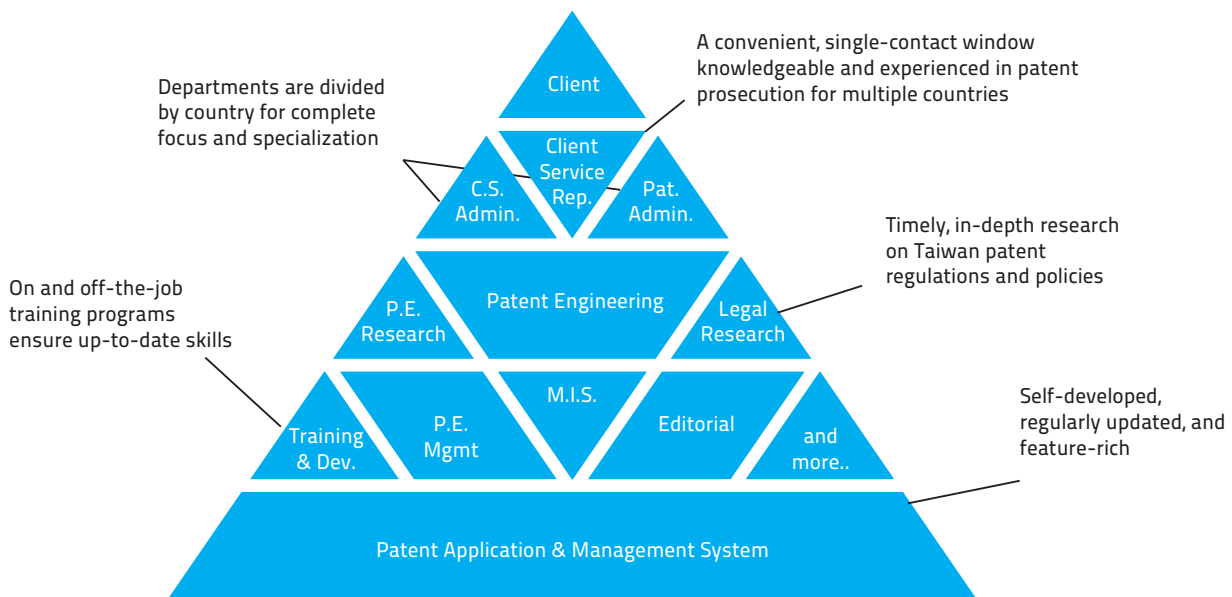 Client
A convenient, single-contact window
knowledgeable and experienced in patent
prosecution for multiple countries
Departments are divided
by country for complete
focus and specialization
Client
Service
Rep.
C.S.
Admin.
Pat.
Admin.
Timely, in-depth research
on Taiwan patent
regulations and policies
On and off-the-job
training programs
ensure up-to-date skills
P.E.
Research
Patent Engineering
Legal
Research
Training
& Dev.
P.E.
Mgmt
M.I.S.
Editorial
and
more..
Self-developed,
regularly updated, and
feature-rich
Patent Application & Management System